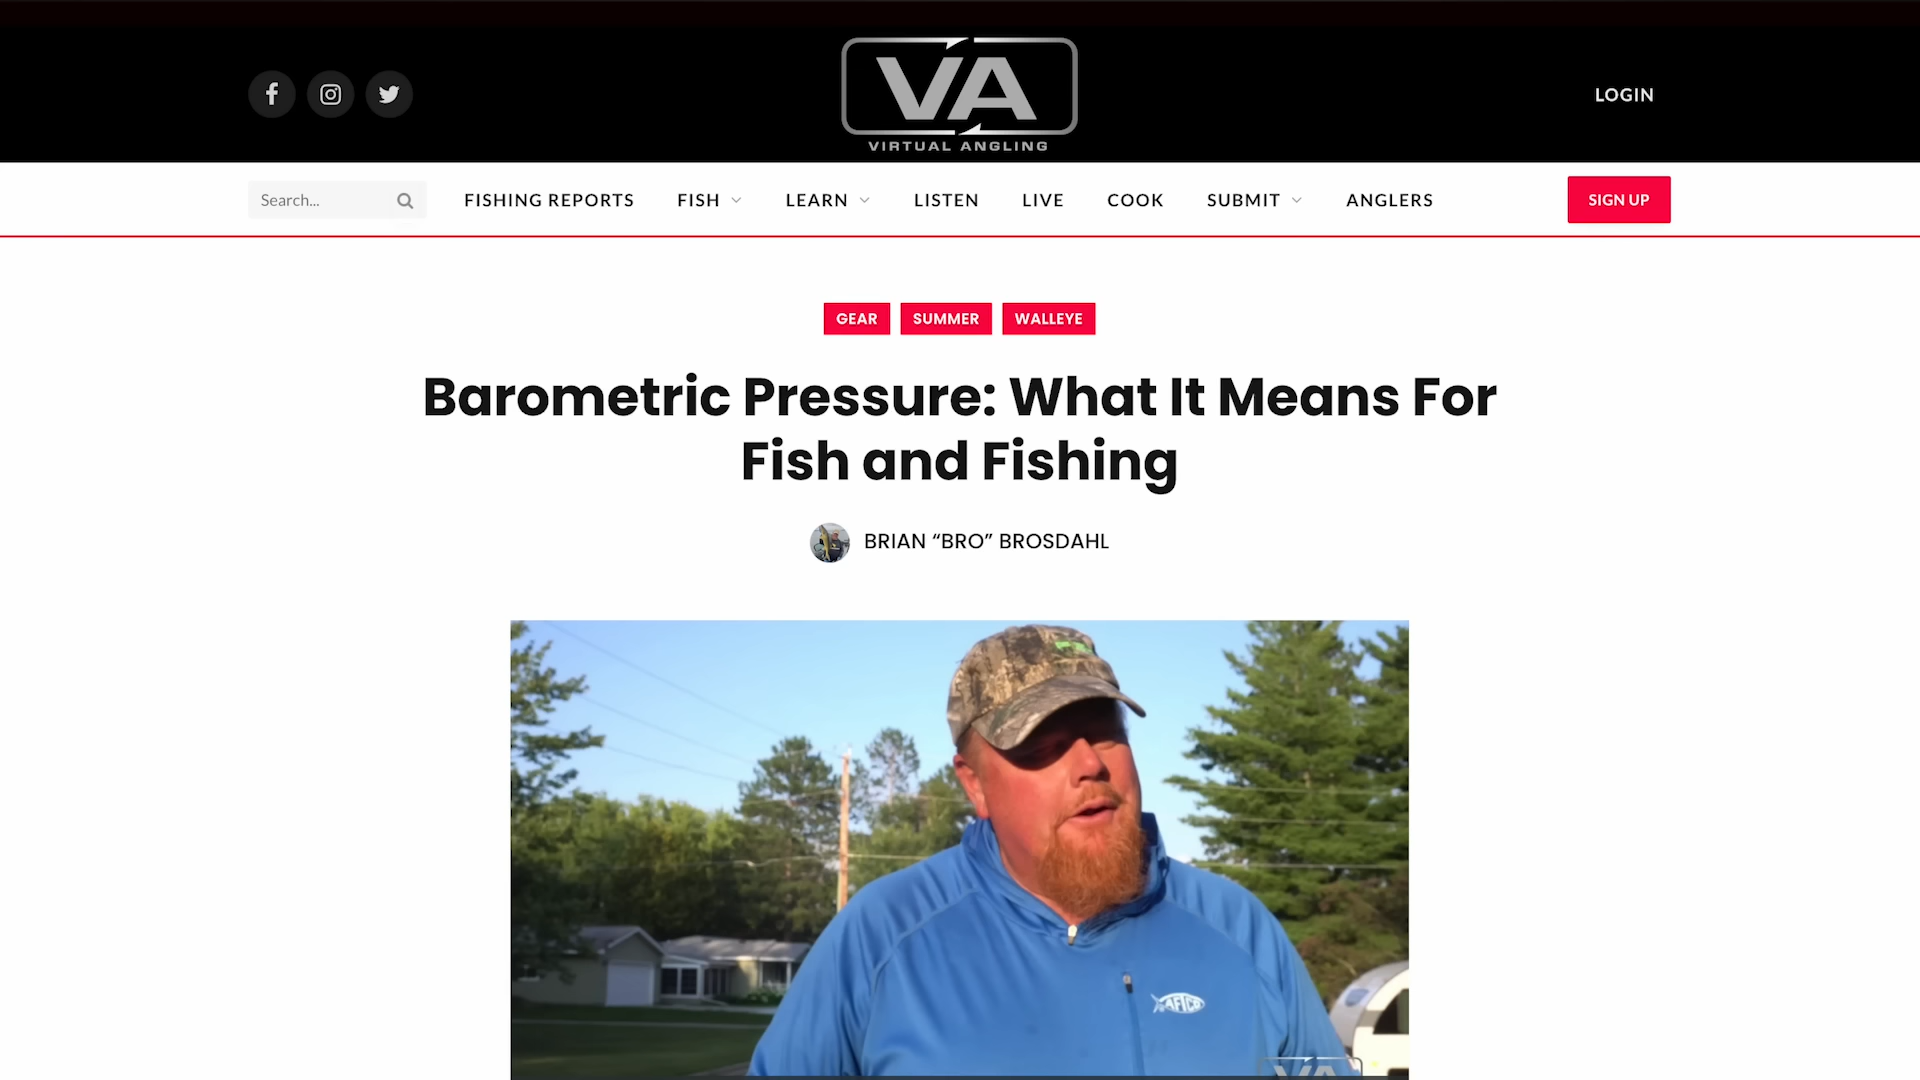 VA
VIRTUAL ANGLING
LOGIN
Search...
FISHING REPORTS
FISH
LEARN
LISTEN
LIVE
COOK
SUBMIT
ANGLERS
SIGN UP
GEAR
SUMMER
WALLEYE
Barometric Pressure: What It Means For
Fish and Fishing
BRIAN “BRO” BROSDAHL
AFTCO
VA